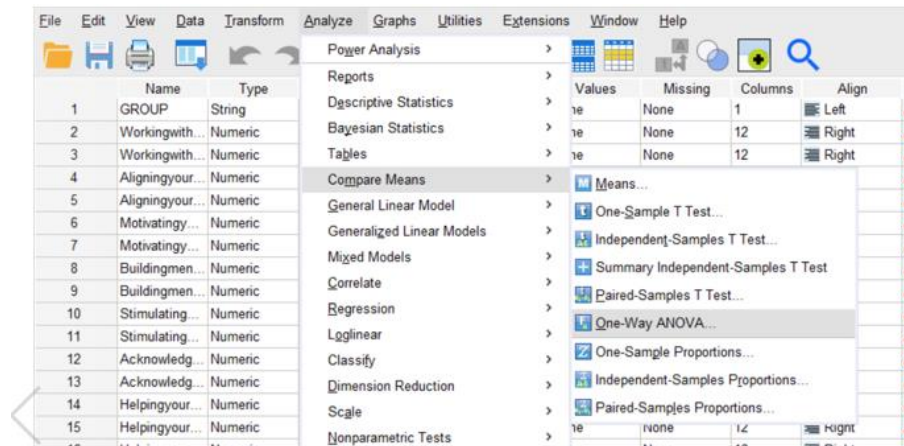 File Edit View Data Transform Analyze Graphs Utilities Extensions Window Help
Power Analysis
Reports
Descriptive Statistics
Bayesian Statistics
Tables
Compare Means
General Linear Model
Generalized Linear Models
Mixed Models
Correlate
Regression
Loglinear
Classify
Dimension Reduction
Scale
Nonparametric Tests
Means...
One-Sample T Test...
Independent-Samples T Test...
Summary Independent-Samples T Test
Paired-Samples T Test...
One-Way ANOVA...
One-Sample Proportions...
Independent-Samples Proportions...
Paired-Samples Proportions...
Name Type Values Missing Columns Align
1 GROUP String ne None 1 Left
2 Workingwith... Numeric ne None 12 Right
3 Workingwith... Numeric ne None 12 Right
4 Aligningyour... Numeric
5 Aligningyour... Numeric
6 Motivatingy... Numeric
7 Motivatingy... Numeric
8 Buildingmen... Numeric
9 Buildingmen... Numeric
10 Stimulating... Numeric
11 Stimulating... Numeric
12 Acknowledg... Numeric
13 Acknowledg... Numeric
14 Helpingyour... Numeric
15 Helpingyour... Numeric ne None 12 Right